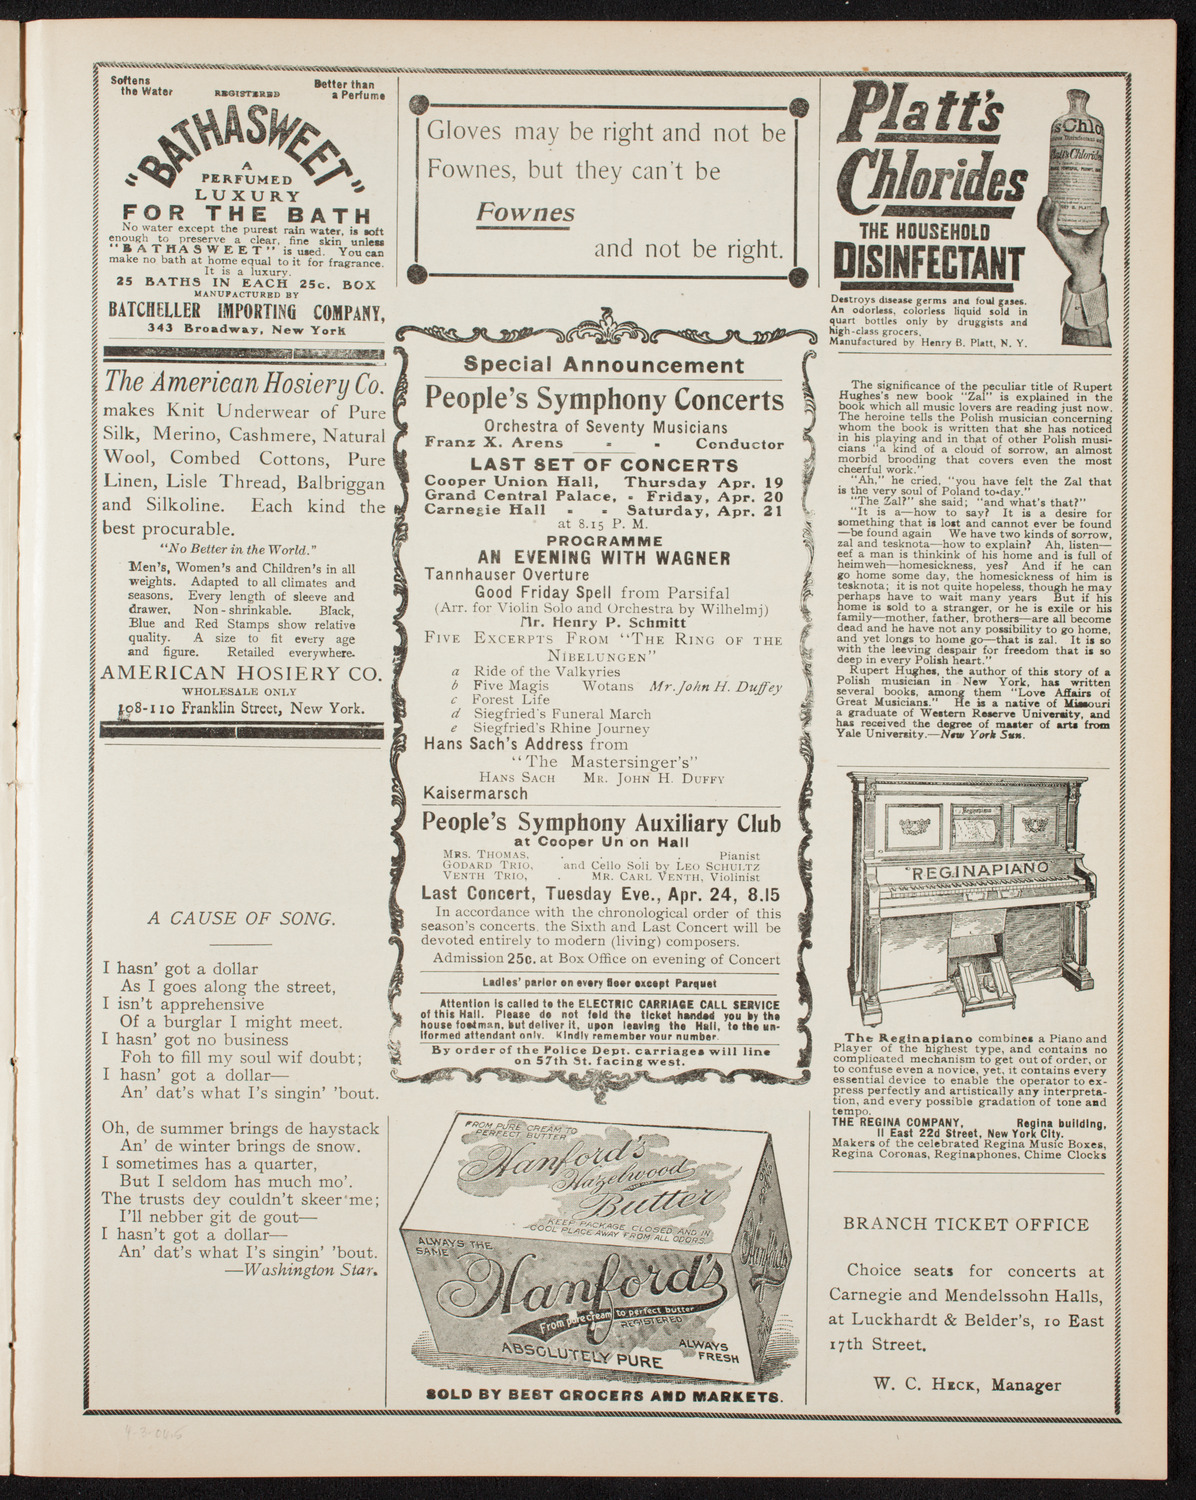 Softens
the Water
Better than
a Perfume
REGISTERED
"BATHASWEET"
A
PERFUMED
LUXURY
FOR THE BATH
No water except the purest rain water, is soft
enough to preserve a clear, fine skin unless
"BATHASWEET" is used. You can
make no bath at home equal to it for fragrance.
It is a luxury.
25 BATHS IN EACH 25c. BOX
MANUFACTURED BY
BATCHELLER IMPORTING COMPANY,
343 Broadway, New York
The American Hosiery Co.
makes Knit Underwear of Pure
Silk, Merino, Cashmere, Natural
Wool, Combed Cottons, Pure
Linen, Lisle Thread, Balbriggan
and Silkoline. Each kind the
best procurable.
"No Better in the World."
Men's, Women's and Children's in all
weights. Adapted to all climates and
seasons. Every length of sleeve and
drawer. Non-shrinkable. Black,
Blue and Red Stamps show relative
quality. A size to fit every age
and figure. Retailed everywhere.
AMERICAN HOSIERY CO.
WHOLESALE ONLY
108-110 Franklin Street, New York.
A CAUSE OF SONG.
I hasn' got a dollar
As I goes along the street,
I isn't apprehensive
Of a burglar I might meet.
I hasn' got no business
Foh to fill my soul wif doubt;
I hasn' got a dollar—
An' dat's what I's singin' 'bout.
Oh, de summer brings de haystack
An' de winter brings de snow.
I sometimes has a quarter,
But I seldom has much mo'.
The trusts dey couldn't skeer me;
I'll nebber git de gout—
I hasn't got a dollar—
An' dat's what I's singin' 'bout.
—Washington Star.
Gloves may be right and not be
Fownes, but they can't be
Fownes
and not be right.
Special Announcement
People's Symphony Concerts
Orchestra of Seventy Musicians
Franz X. Arens - - Conductor
LAST SET OF CONCERTS
Cooper Union Hall, Thursday Apr. 19
Grand Central Palace, - Friday, Apr. 20
Carnegie Hall - - Saturday, Apr. 21
at 8.15 P. M.
PROGRAMME
AN EVENING WITH WAGNER
Tannhauser Overture
Good Friday Spell from Parsifal
(Arr. for Violin Solo and Orchestra by Wilhelmj)
Mr. Henry P. Schmitt
FIVE EXCERPTS FROM "THE RING OF THE
NIBELUNGEN"
a Ride of the Valkyries
b Five Magis Wotans Mr. John H. Duffey
c Forest Life
d Siegfried's Funeral March
e Siegfried's Rhine Journey
Hans Sach's Address from
"The Mastersinger's"
HANS SACH MR. JOHN H. DUFFY
Kaisermarsch
People's Symphony Auxiliary Club
at Cooper Un on Hall
MRS. THOMAS, . . . . Pianist
GODARD TRIO, and Cello Soli by LEO SCHULTZ
VENTH TRIO, . MR. CARL VENTH, Violinist
Last Concert, Tuesday Eve., Apr. 24, 8.15
In accordance with the chronological order of this
season's concerts, the Sixth and Last Concert will be
devoted entirely to modern (living) composers.
Admission 25c. at Box Office on evening of Concert
Ladies' parlor on every floor except Parquet
Attention is called to the ELECTRIC CARRIAGE CALL SERVICE
of this Hall. Please do not fold the ticket handed you by the
house footman, but deliver it, upon leaving the Hall, to the un-
iformed attendant only. Kindly remember your number.
By order of the Police Dept. carriages will line
on 57th St. facing west.
FROM PURE CREAM TO
PERFECT BUTTER
Hanford's
Hazelwood
Butter
KEEP PACKAGE CLOSED AND IN
COOL PLACE AWAY FROM ALL ODORS.
ALWAYS THE
SAME
Hanford's
From pure cream to perfect butter
REGISTERED
ABSOLUTELY PURE
ALWAYS
FRESH
Hanford's
SOLD BY BEST GROCERS AND MARKETS.
Platt's
Chlorides
THE HOUSEHOLD
DISINFECTANT
s Chlo
Platt's Chlorides
Destroys disease germs and foul gases.
An odorless, colorless liquid sold in
quart bottles only by druggists and
high-class grocers.
Manufactured by Henry B. Platt, N. Y.
The significance of the peculiar title of Rupert
Hughes's new book "Zal" is explained in the
book which all music lovers are reading just now.
The heroine tells the Polish musician concerning
whom the book is written that she has noticed
in his playing and in that of other Polish musi-
cians "a kind of a cloud of sorrow, an almost
morbid brooding that covers even the most
cheerful work."
"Ah," he cried, "you have felt the Zal that
is the very soul of Poland to-day."
"The Zal?" she said; "and what's that?"
"It is a—how to say? It is a desire for
something that is lost and cannot ever be found
—be found again We have two kinds of sorrow,
zal and tesknota—how to explain? Ah, listen—
eef a man is thinkink of his home and is full of
heimweh—homesickness, yes? And if he can
go home some day, the homesickness of him is
tesknota; it is not quite hopeless, though he may
perhaps have to wait many years But if his
home is sold to a stranger, or he is exile or his
family—mother, father, brothers—are all become
dead and he have not any possibility to go home,
and yet longs to home go—that is zal. It is so
with the leeving despair for freedom that is so
deep in every Polish heart."
Rupert Hughes, the author of this story of a
Polish musician in New York, has written
several books, among them "Love Affairs of
Great Musicians." He is a native of Missouri
a graduate of Western Reserve University, and
has received the degree of master of arts from
Yale University.—New York Sun.
REGINAPIANO
The Reginapiano combines a Piano and
Player of the highest type, and contains no
complicated mechanism to get out of order, or
to confuse even a novice, yet, it contains every
essential device to enable the operator to ex-
press perfectly and artistically any interpreta-
tion, and every possible gradation of tone and
tempo.
THE REGINA COMPANY, Regina building,
11 East 22d Street, New York City.
Makers of the celebrated Regina Music Boxes,
Regina Coronas, Reginaphones, Chime Clocks
BRANCH TICKET OFFICE
Choice seats for concerts at
Carnegie and Mendelssohn Halls,
at Luckhardt & Belder's, 10 East
17th Street.
W. C. HECK, Manager